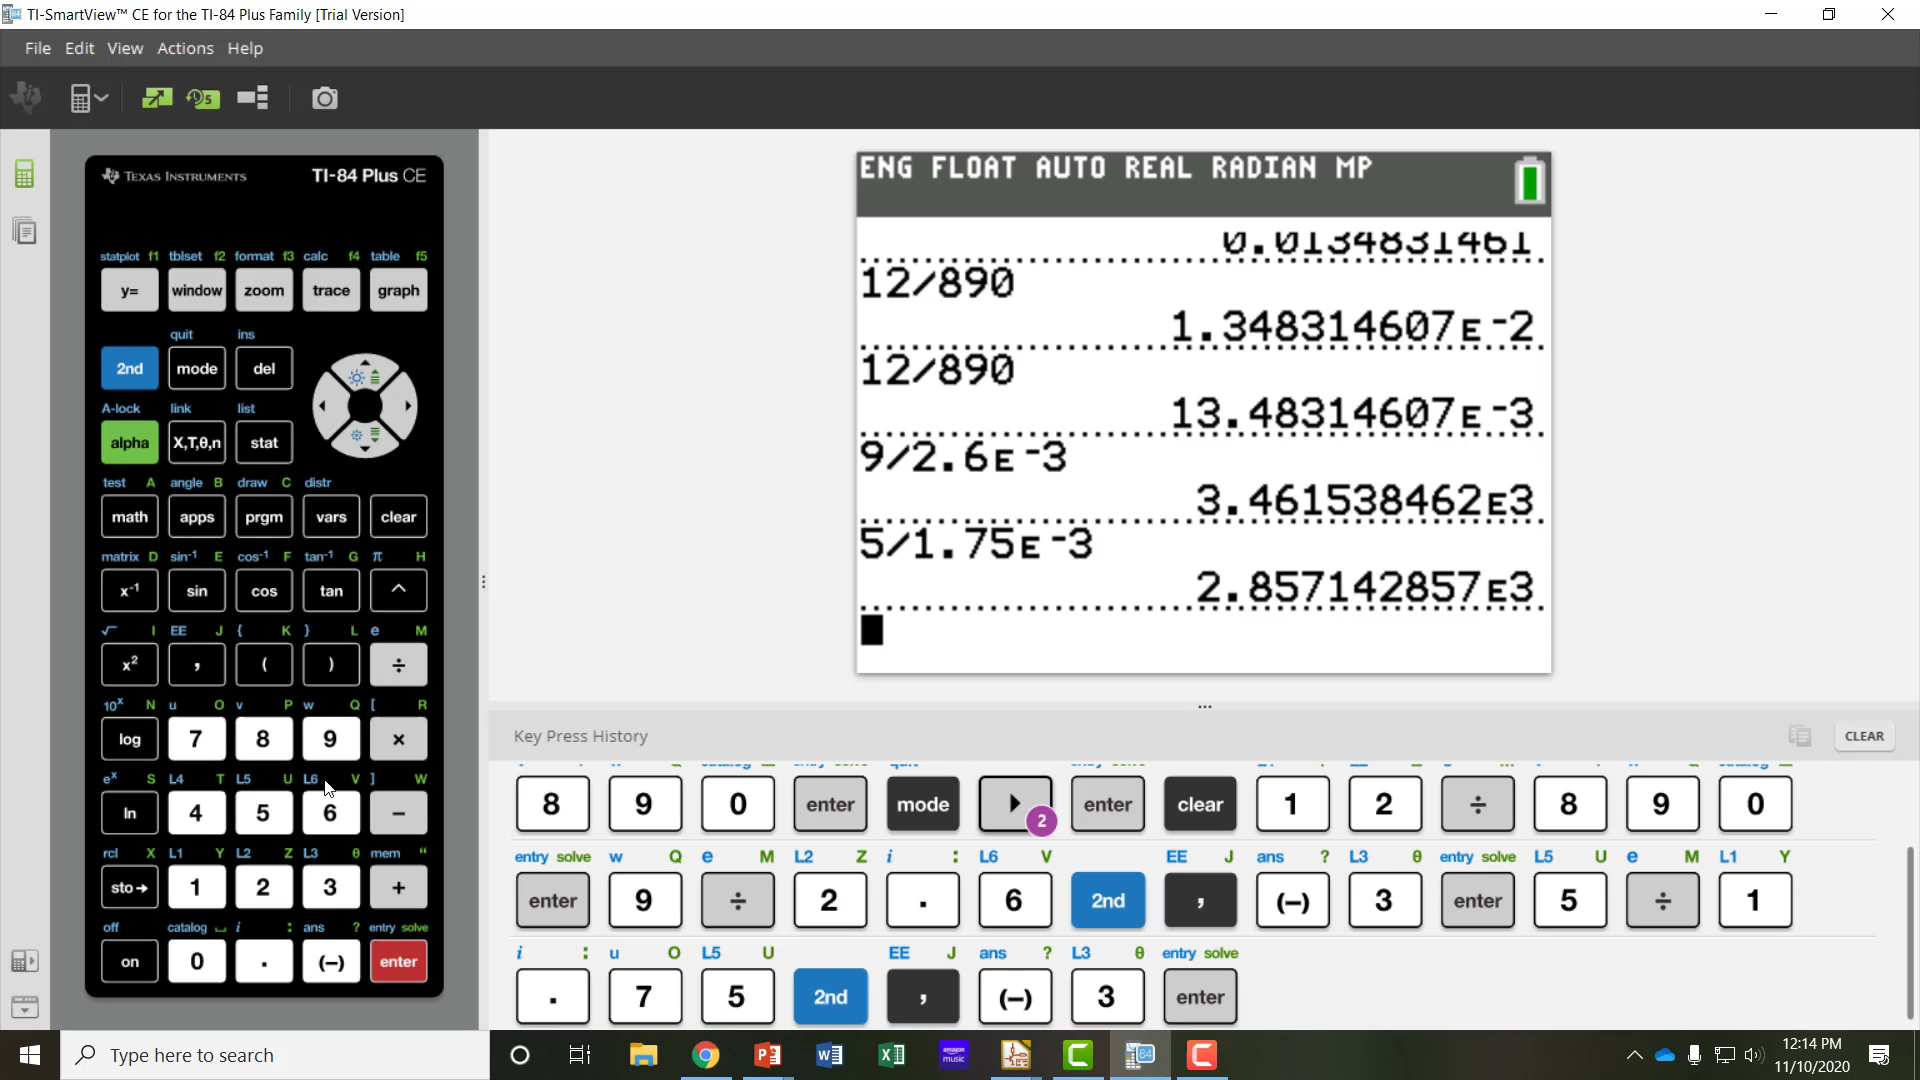 TI-SmartView™ CE for the TI-84 Plus Family [Trial Version]
File Edit View Actions Help
TEXAS INSTRUMENTS TI-84 Plus CE
statplot f1 tblset f2 format f3 calc f4 table f5
y= window zoom trace graph
quit ins
2nd mode del
A-lock link list
alpha X,T,θ,n stat
test A angle B draw C distr
math apps prgm vars clear
matrix D sin⁻¹ E cos⁻¹ F tan⁻¹ G π H
x⁻¹ sin cos tan ^
√ I EE J { K } L e M
x² , ( ) ÷
10ˣ N u O v P w Q [ R
log 7 8 9 ×
eˣ S L4 T L5 U L6 V ] W
ln 4 5 6 −
rcl X L1 Y L2 Z L3 θ mem “
sto→ 1 2 3 +
off catalog ⎵ i : ans ? entry solve
on 0 . (−) enter
ENG FLOAT AUTO REAL RADIAN MP
0.0134831461
12/890
1.348314607ᴇ-2
12/890
13.48314607ᴇ-3
9/2.6ᴇ-3
3.461538462ᴇ3
5/1.75ᴇ-3
2.857142857ᴇ3
Key Press History CLEAR
8 9 0 enter mode 2 enter clear 1 2 ÷ 8 9 0
entry solve w Q e M L2 Z i : L6 V EE J ans ? L3 θ entry solve L5 U e M L1 Y
enter 9 ÷ 2 . 6 2nd , (−) 3 enter 5 ÷ 1
i : u O L5 U EE J ans ? L3 θ entry solve
. 7 5 2nd , (−) 3 enter
Type here to search
amazon music
84
12:14 PM
11/10/2020